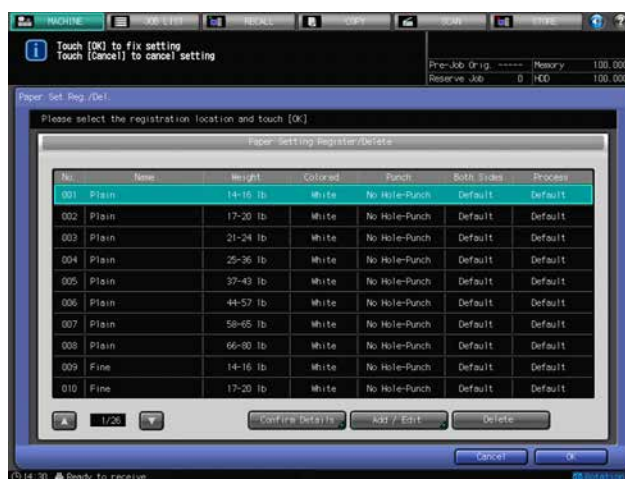 MACHINE JOB LIST RECALL COPY SCAN STORE
Touch [OK] to fix setting
Touch [Cancel] to cancel setting
Pre-Job Orig. ----- Memory 100.000
Reserve Job 0 HDD 100.000
Paper Set Reg./Del.
Please select the registration location and touch [OK]
Paper Setting Register/Delete
No. Name Weight Colored Punch Both Sides Process
001 Plain 14-16 lb White No Hole-Punch Default Default
002 Plain 17-20 lb White No Hole-Punch Default Default
003 Plain 21-24 lb White No Hole-Punch Default Default
004 Plain 25-36 lb White No Hole-Punch Default Default
005 Plain 37-43 lb White No Hole-Punch Default Default
006 Plain 44-57 lb White No Hole-Punch Default Default
007 Plain 58-65 lb White No Hole-Punch Default Default
008 Plain 66-80 lb White No Hole-Punch Default Default
009 Fine 14-16 lb White No Hole-Punch Default Default
010 Fine 17-20 lb White No Hole-Punch Default Default
1/26 Confirm Details Add / Edit Delete
Cancel OK
14:30 Ready to receive Rotation